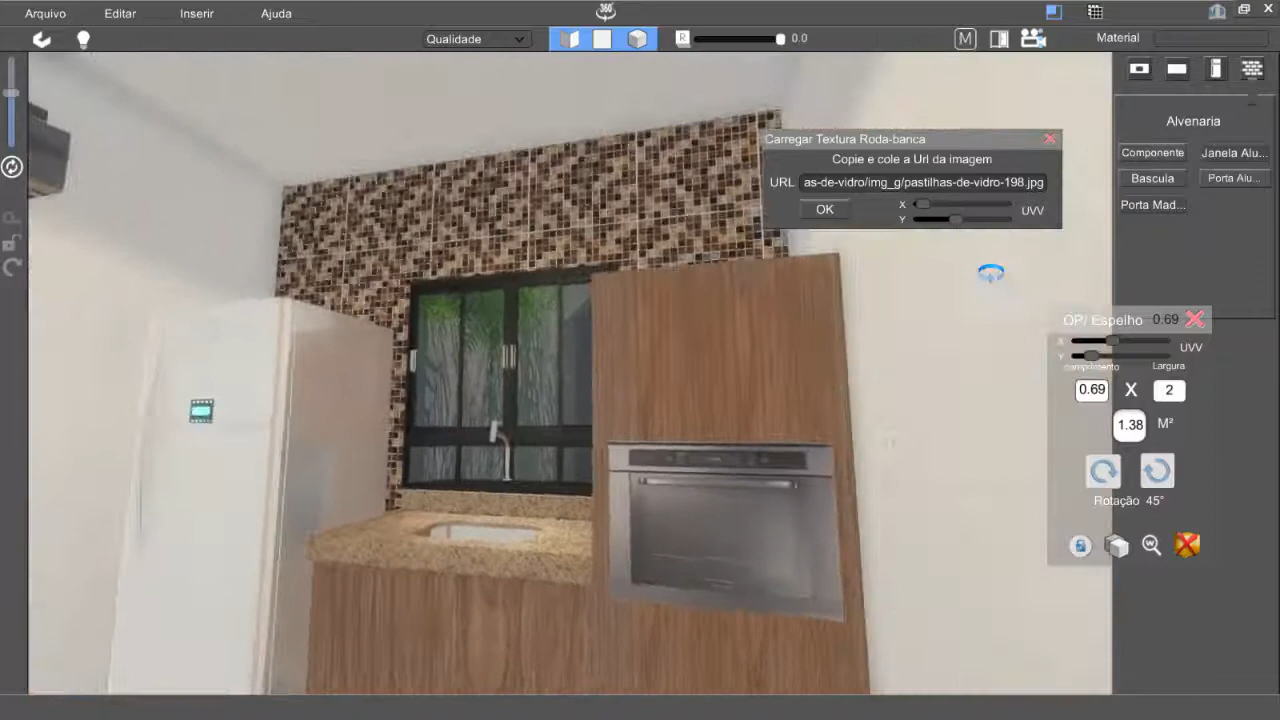 Arquivo
Editar
Inserir
Ajuda
360
Qualidade
R
0.0
M
Material
Alvenaria
Componente
Janela Alu...
Bascula
Porta Alu...
Porta Mad...
Carregar Textura Roda-banca
Copie e cole a Url da imagem
URL as-de-vidro/img_g/pastilhas-de-vidro-198.jpg
OK
X
Y
UVV
OP/ Espelho 0.69
X
Y
UVV
comprimento
Largura
0.69 X 2
1.38 M²
Rotação 45°
W
P